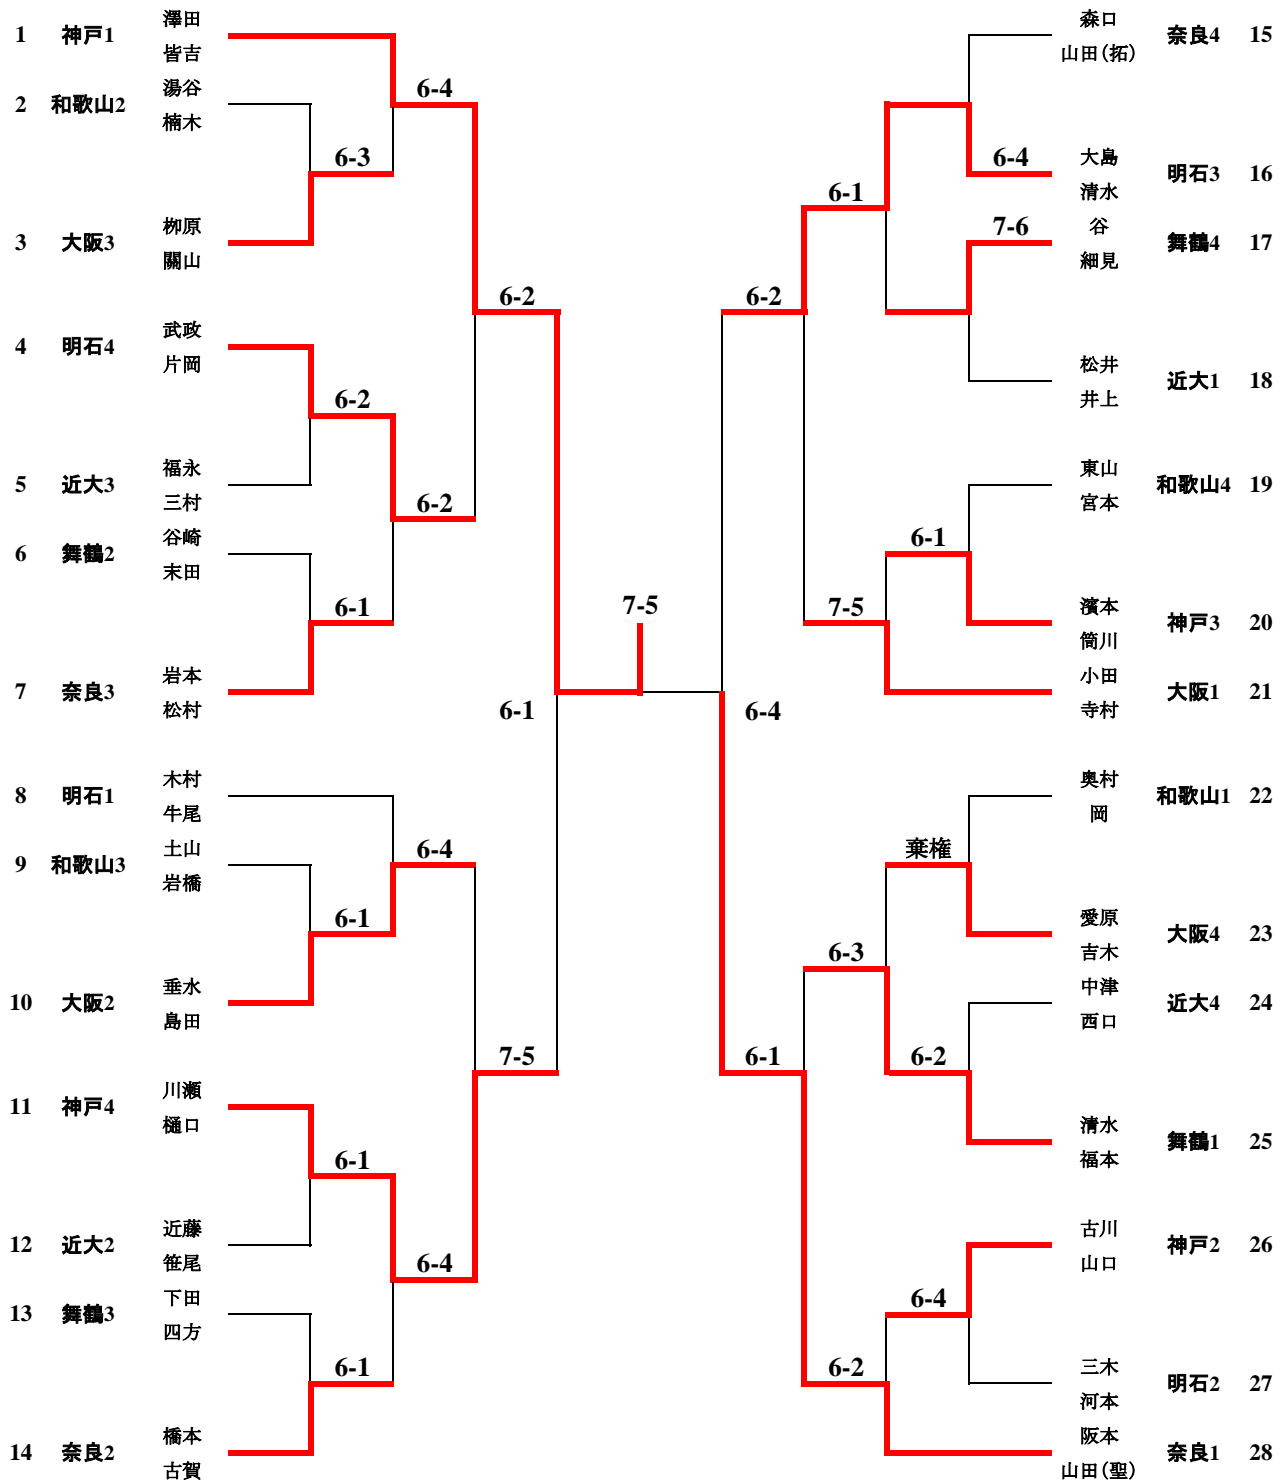 澤田
1 神戸1
皆吉
湯谷
2 和歌山2
楠木
6-4
6-3
3 大阪3
栁原
關山
6-2
4 明石4
武政
片岡
6-2
5 近大3
福永
三村
6-2
6 舞鶴2
谷崎
末田
6-1
7 奈良3
岩本
松村
6-1
8 明石1
木村
牛尾
9 和歌山3
土山
岩橋
6-4
6-1
10 大阪2
垂水
島田
7-5
11 神戸4
川瀬
樋口
6-1
12 近大2
近藤
笹尾
6-4
13 舞鶴3
下田
四方
6-1
14 奈良2
橋本
古賀
7-5
森口
山田(拓)
奈良4 15
6-4
大島
清水
明石3 16
6-1
7-6
谷
細見
舞鶴4 17
6-2
松井
井上
近大1 18
東山
宮本
和歌山4 19
6-1
濱本
筒川
神戸3 20
7-5
小田
寺村
大阪1 21
6-4
奥村
岡
和歌山1 22
棄権
愛原
吉木
大阪4 23
6-3
中津
西口
近大4 24
6-1
6-2
清水
福本
舞鶴1 25
古川
山口
神戸2 26
6-4
三木
河本
明石2 27
6-2
阪本
山田(聖)
奈良1 28